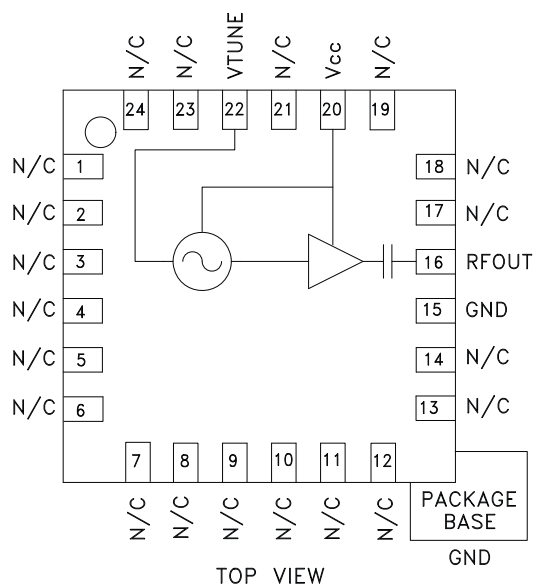 N/C N/C VTUNE N/C Vcc N/C
24 23 22 21 20 19
N/C 1 18 N/C
N/C 2 17 N/C
N/C 3 16 RFOUT
N/C 4 15 GND
N/C 5 14 N/C
N/C 6 13 N/C
7 8 9 10 11 12
N/C N/C N/C N/C N/C N/C
PACKAGE
BASE
GND
TOP VIEW